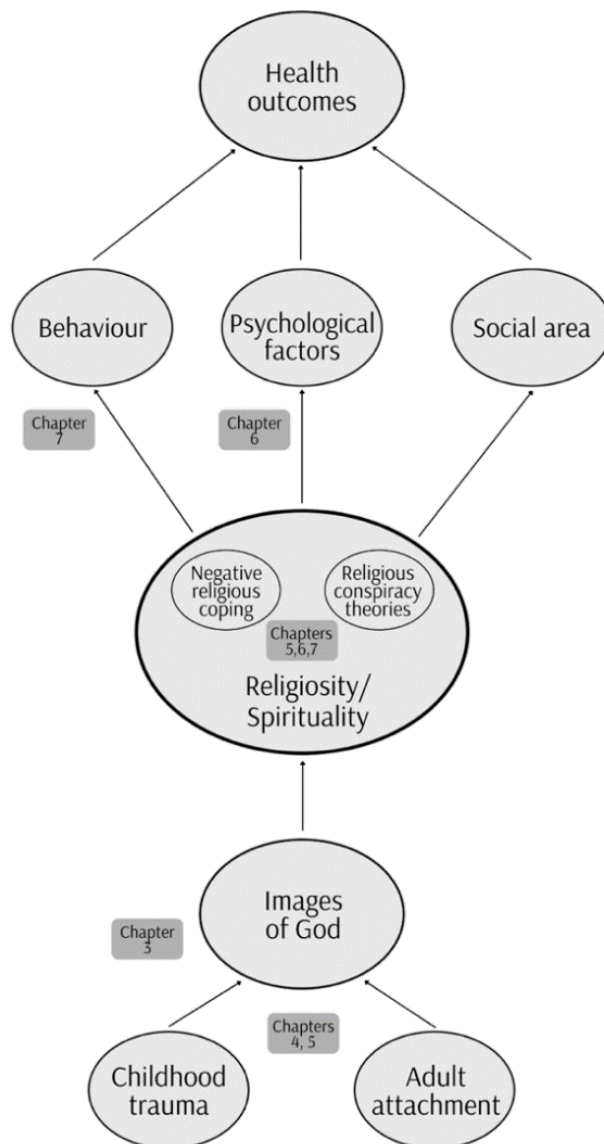 Health
outcomes
Behaviour
Psychological
factors
Social area
Chapter
7
Chapter
6
Negative
religious
coping
Religious
conspiracy
theories
Chapters
5,6,7
Religiosity/
Spirituality
Images
of God
Chapter
3
Chapters
4, 5
Childhood
trauma
Adult
attachment